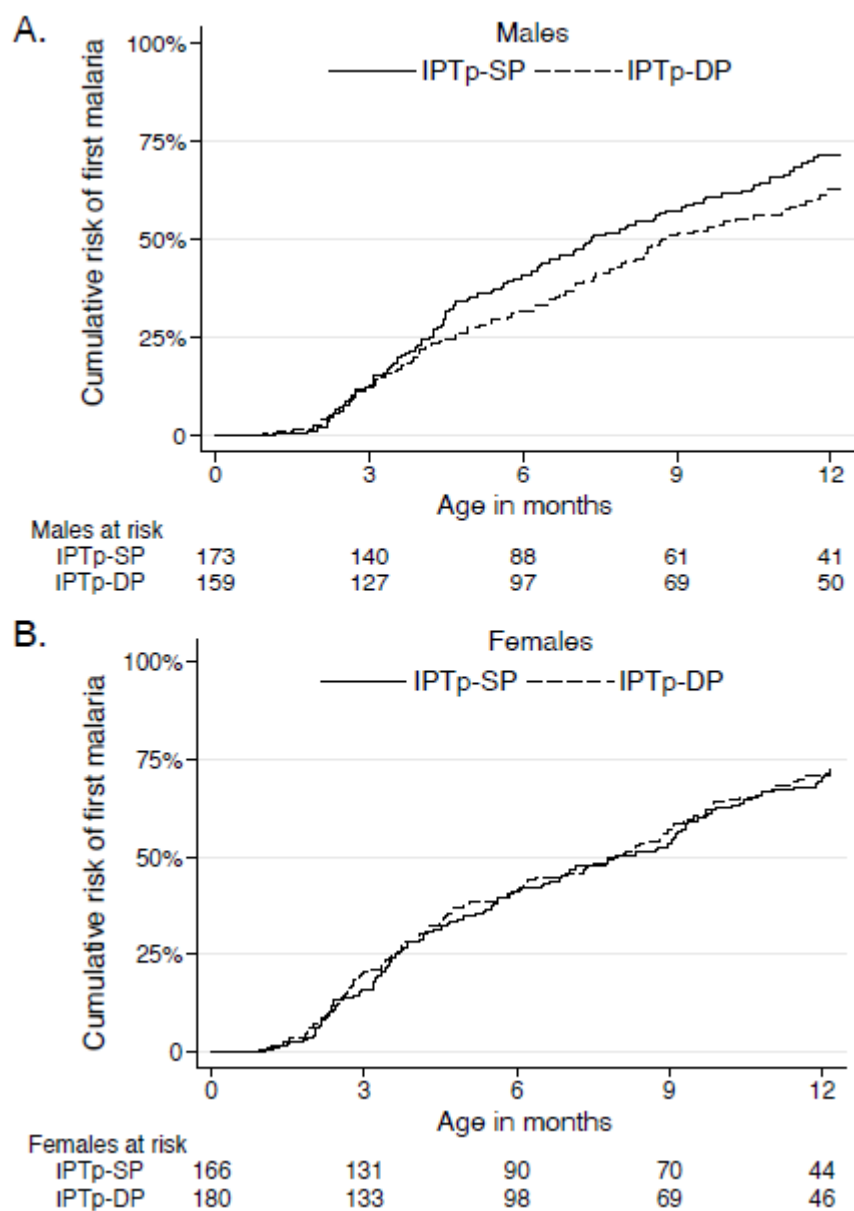 A.
Males
IPTp-SP IPTp-DP
Cumulative risk of first malaria
100%
75%
50%
25%
0
0 3 6 9 12
Age in months
Males at risk
IPTp-SP 173 140 88 61 41
IPTp-DP 159 127 97 69 50
B.
Females
IPTp-SP IPTp-DP
Cumulative risk of first malaria
100%
75%
50%
25%
0
0 3 6 9 12
Age in months
Females at risk
IPTp-SP 166 131 90 70 44
IPTp-DP 180 133 98 69 46